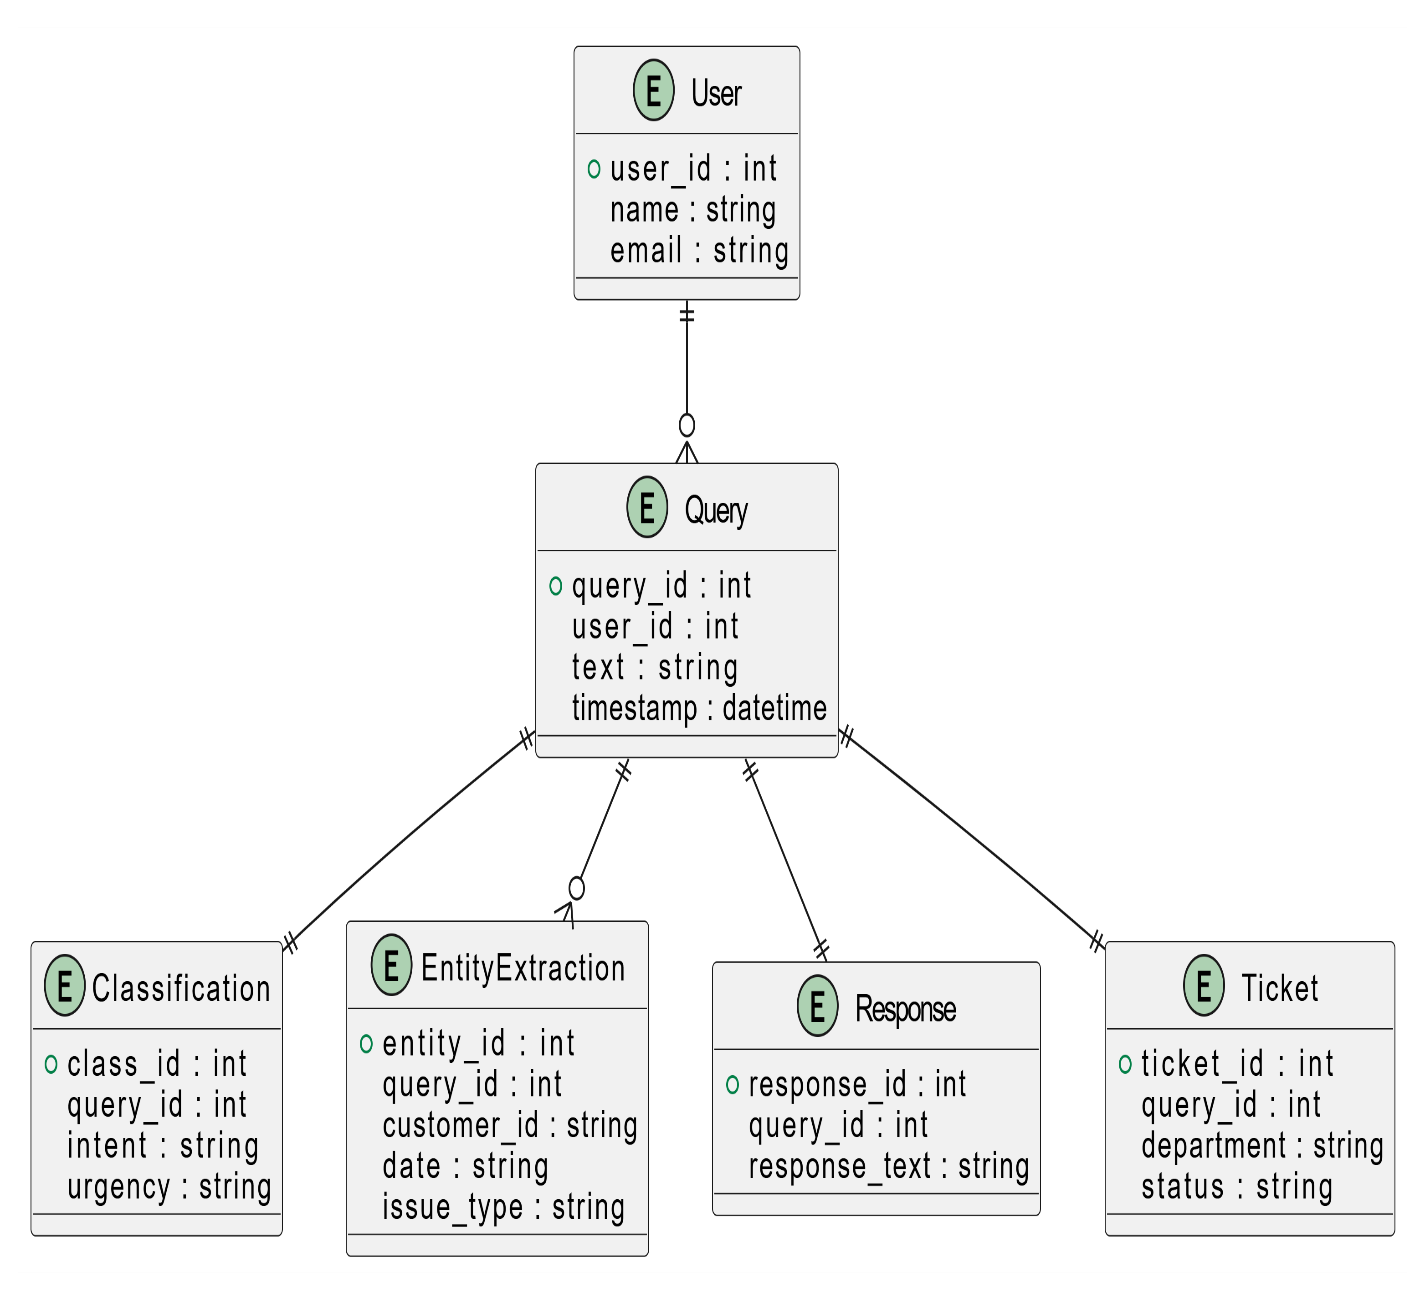 E User
user_id : int
name : string
email : string
E Query
query_id : int
user_id : int
text : string
timestamp : datetime
E Classification
class_id : int
query_id : int
intent : string
urgency : string
E EntityExtraction
entity_id : int
query_id : int
customer_id : string
date : string
issue_type : string
E Response
response_id : int
query_id : int
response_text : string
E Ticket
ticket_id : int
query_id : int
department : string
status : string